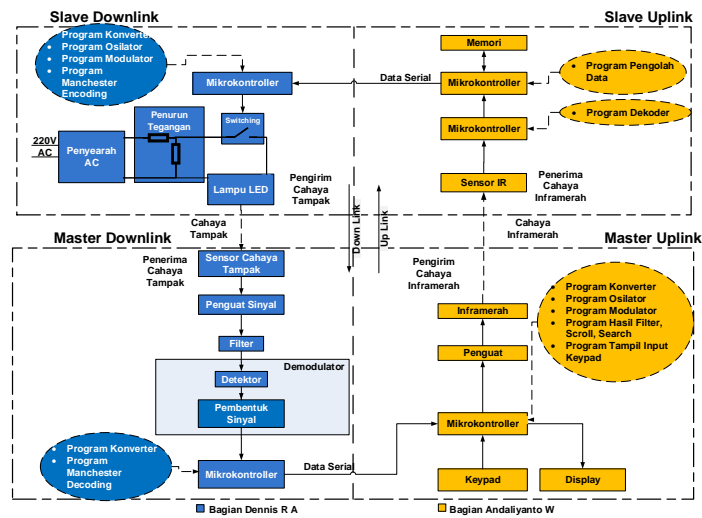 Slave Downlink
Slave Uplink
Program Konverter
Program Osilator
Program Modulator
Program
Manchester
Encoding
Mikrokontroller
Data Serial
Memori
Mikrokontroller
Program Pengolah
Data
Mikrokontroller
Program Dekoder
220V
AC
Penyearah
AC
Penurun
Tegangan
Switching
Lampu LED
Pengirim
Cahaya
Tampak
Sensor IR
Penerima
Cahaya
Inframerah
Down Link
Up Link
Cahaya
Tampak
Cahaya
Inframerah
Master Downlink
Master Uplink
Penerima
Cahaya
Tampak
Sensor Cahaya
Tampak
Penguat Sinyal
Filter
Demodulator
Detektor
Pembentuk
Sinyal
Mikrokontroller
Program Konverter
Program
Manchester
Decoding
Data Serial
Pengirim
Cahaya
Inframerah
Inframerah
Penguat
Mikrokontroller
Keypad
Display
Program Konverter
Program Osilator
Program Modulator
Program Hasil Filter,
Scroll, Search
Program Tampil Input
Keypad
Bagian Dennis R A
Bagian Andaliyanto W